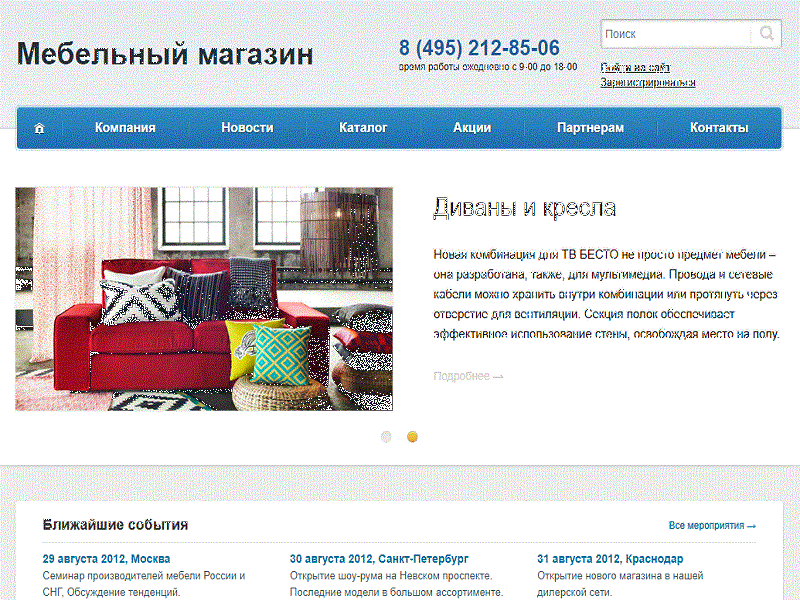 Мебельный магазин
8 (495) 212-85-06
время работы ежедневно с 9-00 до 18-00
Поиск
Войти на сайт
Зарегистрироваться
Компания Новости Каталог Акции Партнерам Контакты
Диваны и кресла
Новая комбинация для ТВ БЕСТО не просто предмет мебели –
она разработана, также, для мультимедиа. Провода и сетевые
кабели можно хранить внутри комбинации или протянуть через
отверстие для вентиляции. Секция полок обеспечивает
эффективное использование стены, освобождая место на полу.
Подробнее →
Ближайшие события
Все мероприятия →
29 августа 2012, Москва
Семинар производителей мебели России и
СНГ, Обсуждение тенденций.
30 августа 2012, Санкт-Петербург
Открытие шоу-рума на Невском проспекте.
Последние модели в большом ассортименте.
31 августа 2012, Краснодар
Открытие нового магазина в нашей
дилерской сети.